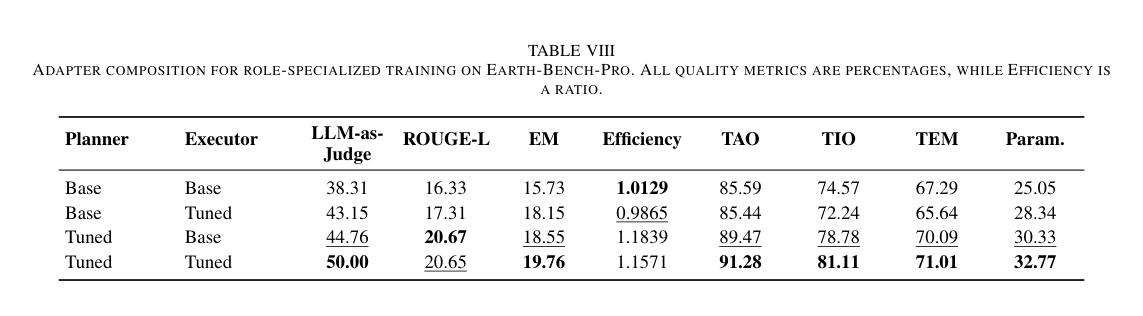 TABLE VIII
ADAPTER COMPOSITION FOR ROLE-SPECIALIZED TRAINING ON EARTH-BENCH-PRO. ALL QUALITY METRICS ARE PERCENTAGES, WHILE EFFICIENCY IS
A RATIO.
Planner Executor LLM-as-Judge ROUGE-L EM Efficiency TAO TIO TEM Param.
Base Base 38.31 16.33 15.73 1.0129 85.59 74.57 67.29 25.05
Base Tuned 43.15 17.31 18.15 0.9865 85.44 72.24 65.64 28.34
Tuned Base 44.76 20.67 18.55 1.1839 89.47 78.78 70.09 30.33
Tuned Tuned 50.00 20.65 19.76 1.1571 91.28 81.11 71.01 32.77